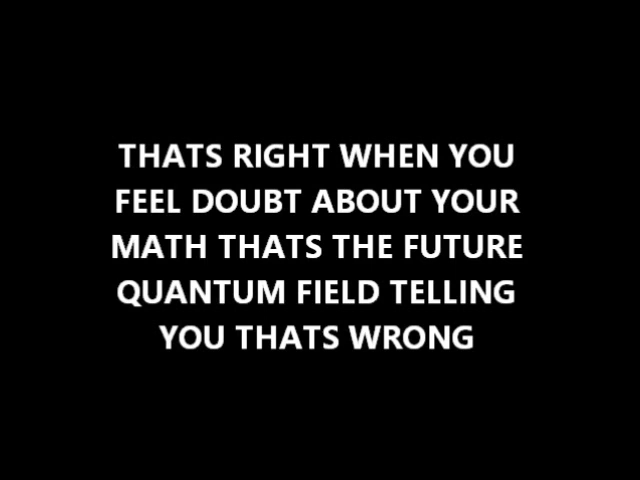 THATS RIGHT WHEN YOU
FEEL DOUBT ABOUT YOUR
MATH THATS THE FUTURE
QUANTUM FIELD TELLING
YOU THATS WRONG